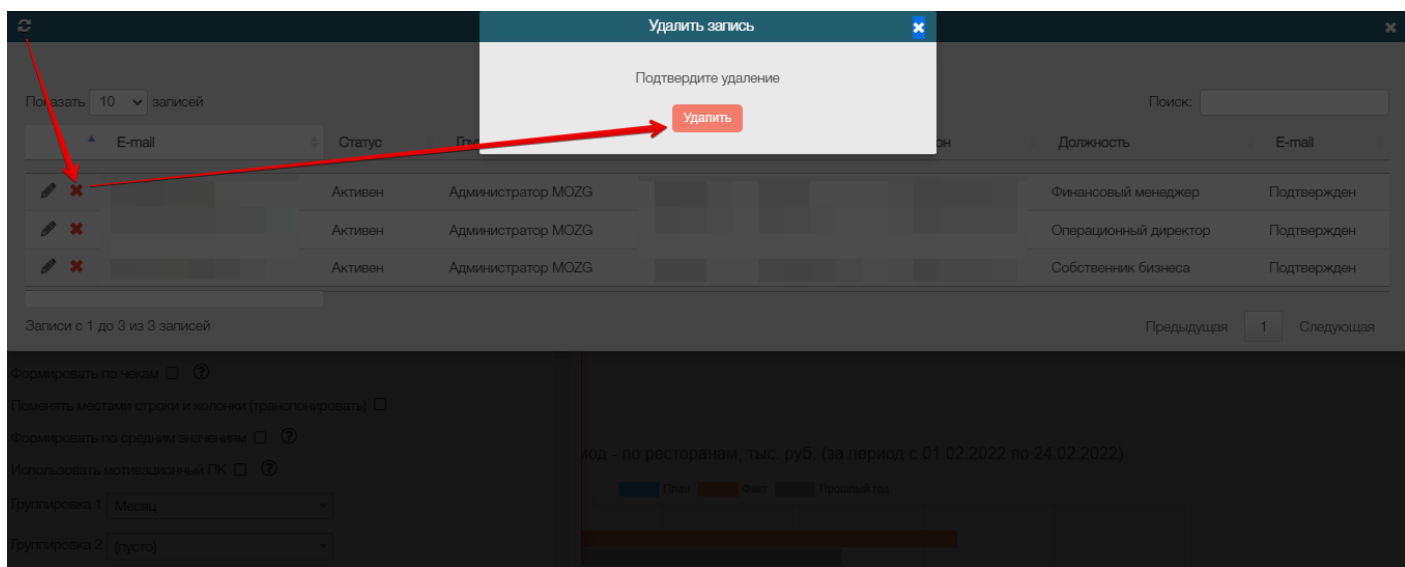 Удалить запись
Подтвердите удаление
Удалить
Показать 10 записей
Поиск:
E-mail Статус Должность E-mail
Активен Администратор MOZG Финансовый менеджер Подтвержден
Активен Администратор MOZG Операционный директор Подтвержден
Активен Администратор MOZG Собственник бизнеса Подтвержден
Записи с 1 до 3 из 3 записей
Предыдущая 1 Следующая
Формировать по чекам
Поменять местами строки и колонки (транспонировать)
Формировать по средним значениям
Использовать мотивационный ПК
- по ресторанам, тыс. руб. (за период с 01.02.2022 по 24.02.2022)
План Факт Прошлый год
Группировка 1 Месяц
Группировка 2 (пусто)